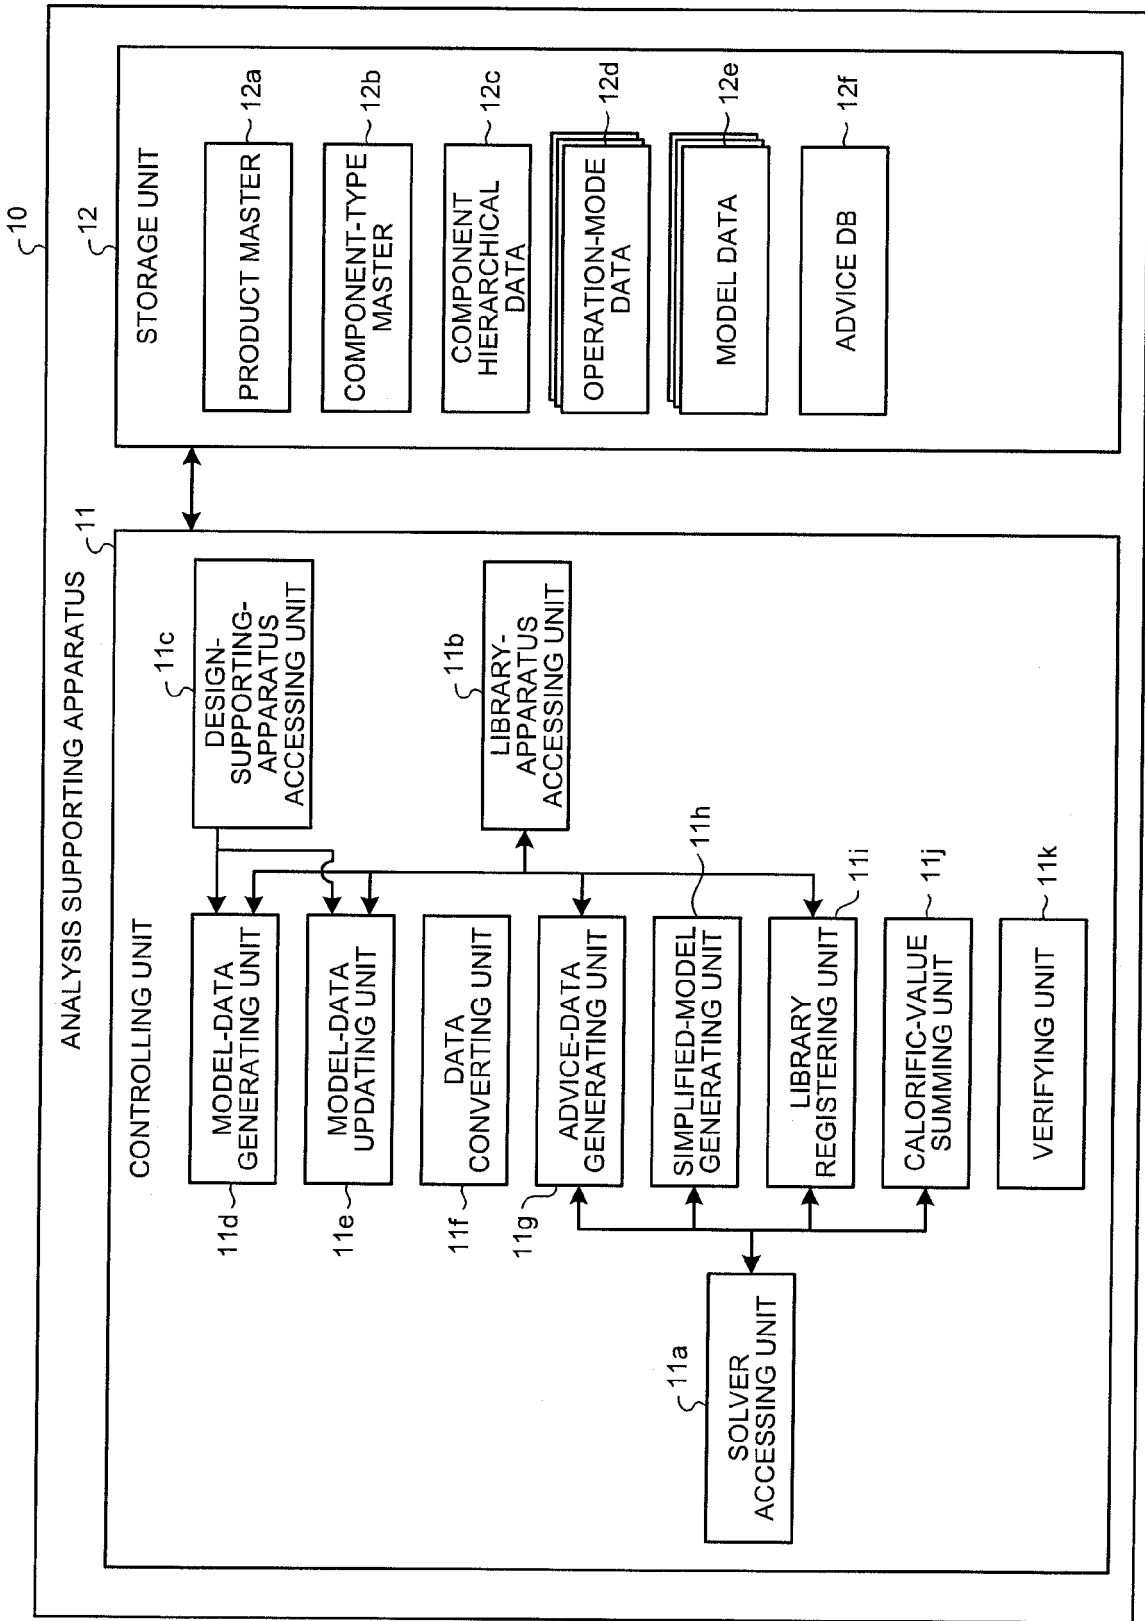 10
ANALYSIS SUPPORTING APPARATUS
11
CONTROLLING UNIT
11a
SOLVER
ACCESSING UNIT
11d
MODEL-DATA
GENERATING UNIT
11e
MODEL-DATA
UPDATING UNIT
11f
DATA
CONVERTING UNIT
11g
ADVICE-DATA
GENERATING UNIT
11h
SIMPLIFIED-MODEL
GENERATING UNIT
11i
LIBRARY
REGISTERING UNIT
11j
CALORIFIC-VALUE
SUMMING UNIT
11k
VERIFYING UNIT
11c
DESIGN-
SUPPORTING-
APPARATUS
ACCESSING UNIT
11b
LIBRARY-
APPARATUS
ACCESSING UNIT
12
STORAGE UNIT
12a
PRODUCT MASTER
12b
COMPONENT-TYPE
MASTER
12c
COMPONENT
HIERARCHICAL
DATA
12d
OPERATION-MODE
DATA
12e
MODEL DATA
12f
ADVICE DB